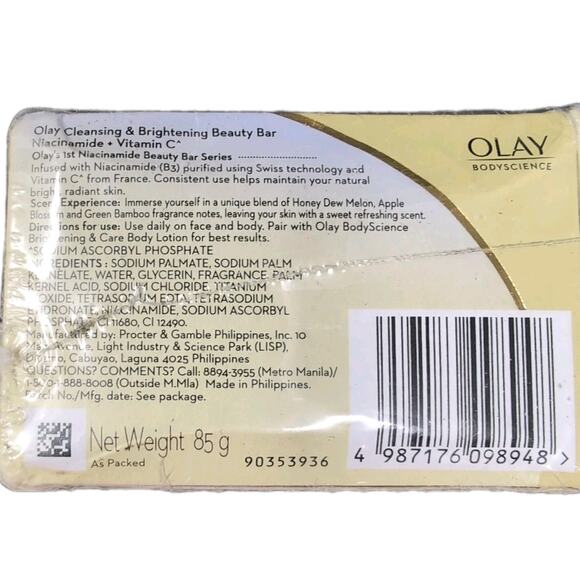 Olay Cleansing & Brightening Beauty Bar
Niacinamide + Vitamin C^
Olay's 1st Niacinamide Beauty Bar Series
Infused with Niacinamide (B3) purified using Swiss technology and
Vitamin C^ from France. Consistent use helps maintain your natural
bright, radiant skin.
Scent Experience: Immerse yourself in a unique blend of Honey Dew Melon, Apple
Blossom and Green Bamboo fragrance notes, leaving your skin with a sweet refreshing scent.
Directions for use: Use daily on face and body. Pair with Olay BodyScience
Brightening & Care Body Lotion for best results.
^SODIUM ASCORBYL PHOSPHATE
INGREDIENTS : SODIUM PALMATE, SODIUM PALM
KERNELATE, WATER, GLYCERIN, FRAGRANCE, PALM
KERNEL ACID, SODIUM CHLORIDE, TITANIUM
DIOXIDE, TETRASODIUM EDTA, TETRASODIUM
ETIDRONATE, NIACINAMIDE, SODIUM ASCORBYL
PHOSPHATE, CI 11680, CI 12490.
Manufactured by: Procter & Gamble Philippines, Inc. 10
Avenue, Light Industry & Science Park (LISP),
Cabuyao, Laguna 4025 Philippines
QUESTIONS? COMMENTS? Call: 8894-3955 (Metro Manila)/
1-800-1-888-8008 (Outside M.Mla) Made in Philippines.
Batch No./Mfg. date: See package.
Net Weight 85 g
As Packed
90353936
OLAY
BODYSCIENCE
4 987176 098948 >